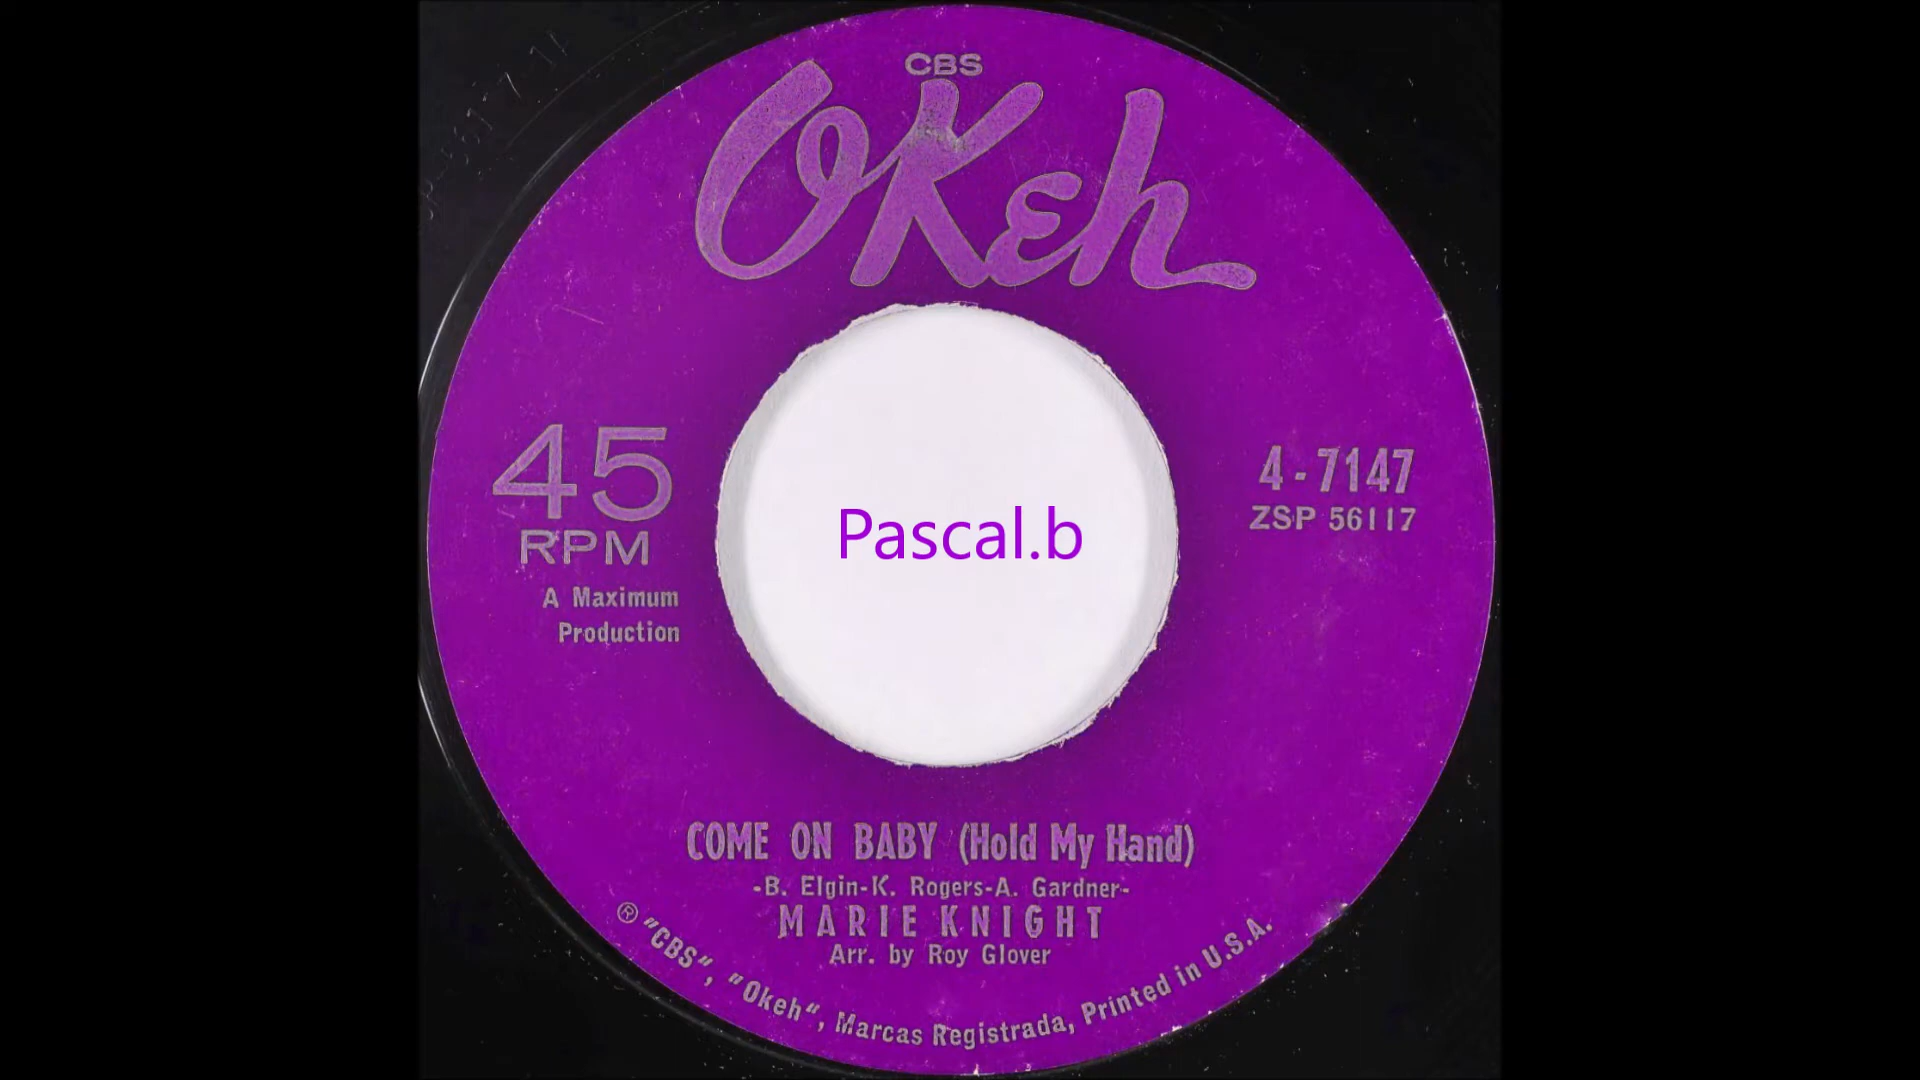 CBS
OKeh
45
RPM
A Maximum
Production
4-7147
ZSP 56117
Pascal.b
COME ON BABY (Hold My Hand)
-B. Elgin-K. Rogers-A. Gardner-
MARIE KNIGHT
Arr. by Roy Glover
® "CBS", "Okeh", Marcas Registrada, Printed in U.S.A.